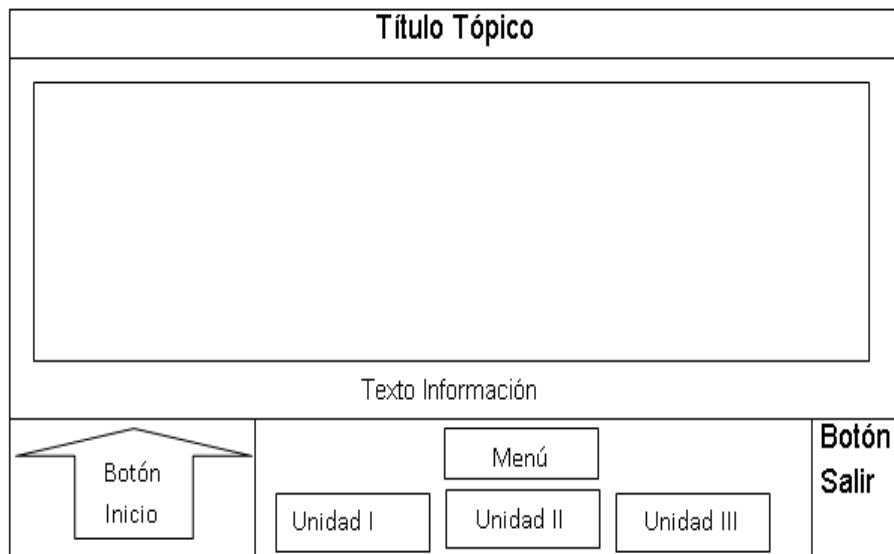 Título Tópico
Texto Información
Botón
Inicio
Menú
Unidad I
Unidad II
Unidad III
Botón
Salir